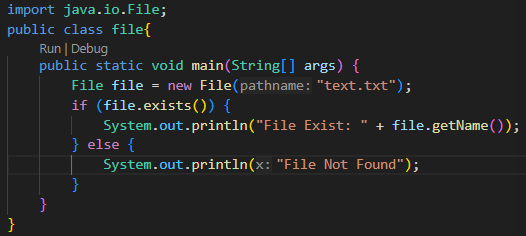 import java.io.File;
public class file{
Run | Debug
public static void main(String[] args) {
File file = new File(pathname: "text.txt");
if (file.exists()) {
System.out.println("File Exist: " + file.getName());
} else {
System.out.println(x: "File Not Found");
}
}
}